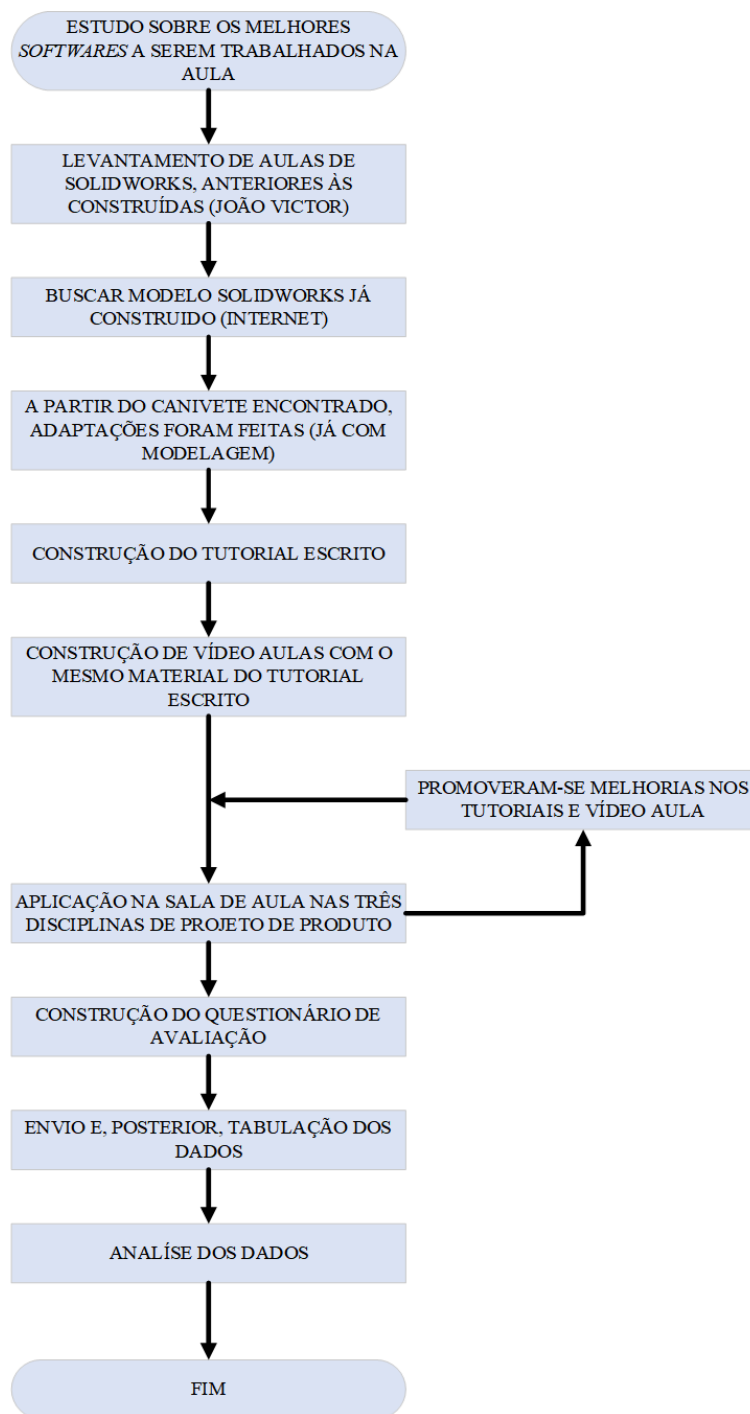 ESTUDO SOBRE OS MELHORES
SOFTWARES A SEREM TRABALHADOS NA
AULA
LEVANTAMENTO DE AULAS DE
SOLIDWORKS, ANTERIORES ÀS
CONSTRUÍDAS (JOÃO VICTOR)
BUSCAR MODELO SOLIDWORKS JÁ
CONSTRUIDO (INTERNET)
A PARTIR DO CANIVETE ENCONTRADO,
ADAPTAÇÕES FORAM FEITAS (JÁ COM
MODELAGEM)
CONSTRUÇÃO DO TUTORIAL ESCRITO
CONSTRUÇÃO DE VÍDEO AULAS COM O
MESMO MATERIAL DO TUTORIAL
ESCRITO
PROMOVERAM-SE MELHORIAS NOS
TUTORIAIS E VÍDEO AULA
APLICAÇÃO NA SALA DE AULA NAS TRÊS
DISCIPLINAS DE PROJETO DE PRODUTO
CONSTRUÇÃO DO QUESTIONÁRIO DE
AVALIAÇÃO
ENVIO E, POSTERIOR, TABULAÇÃO DOS
DADOS
ANALÍSE DOS DADOS
FIM